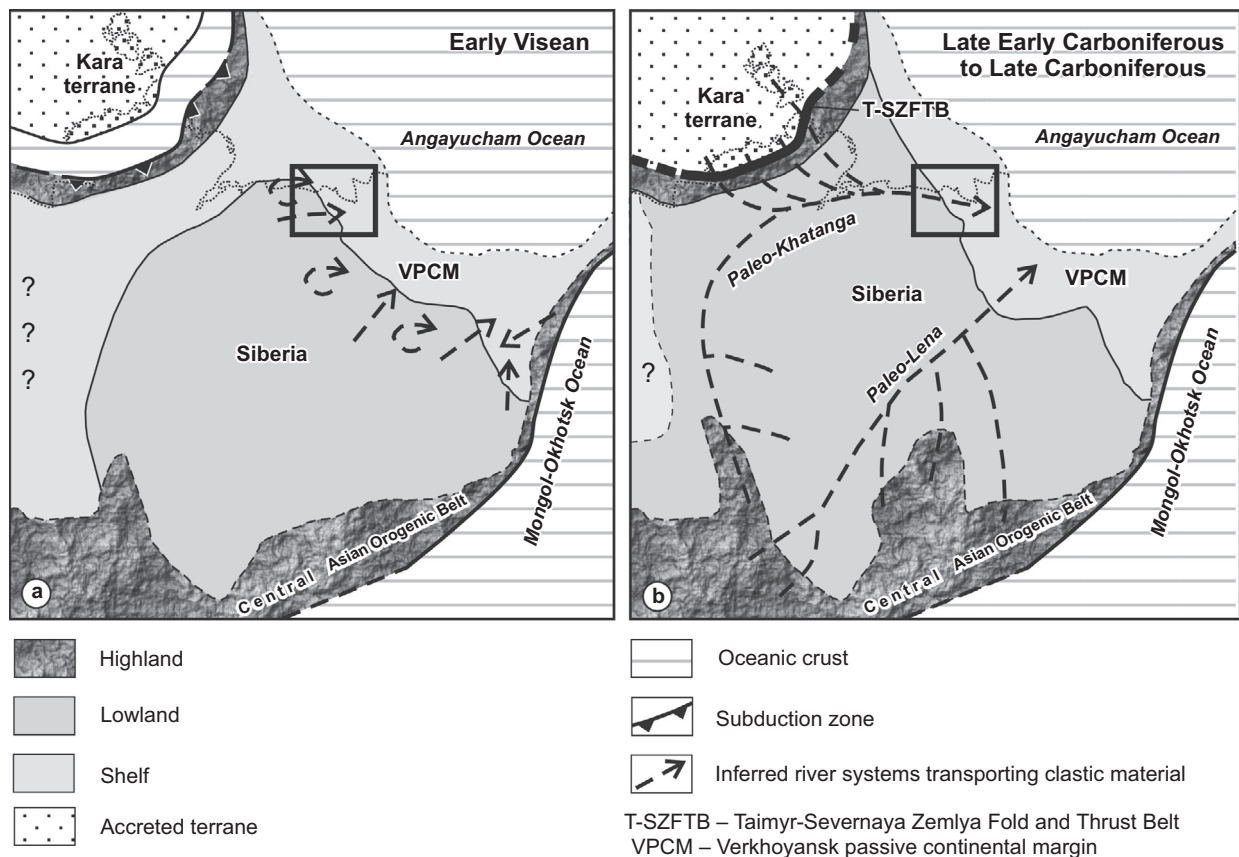 Early Visean
Kara
terrane
Angayucham Ocean
VPCM
?
?
?
Siberia
Mongol-Okhotsk Ocean
Central Asian Orogenic Belt
a
Late Early Carboniferous
to Late Carboniferous
Kara
terrane
T-SZFTB
Angayucham Ocean
Paleo-Khatanga
VPCM
Siberia
Paleo-Lena
?
Mongol-Okhotsk Ocean
Central Asian Orogenic Belt
b
Highland
Lowland
Shelf
Accreted terrane
Oceanic crust
Subduction zone
Inferred river systems transporting clastic material
T-SZFTB – Taimyr-Severnaya Zemlya Fold and Thrust Belt
VPCM – Verkhoyansk passive continental margin